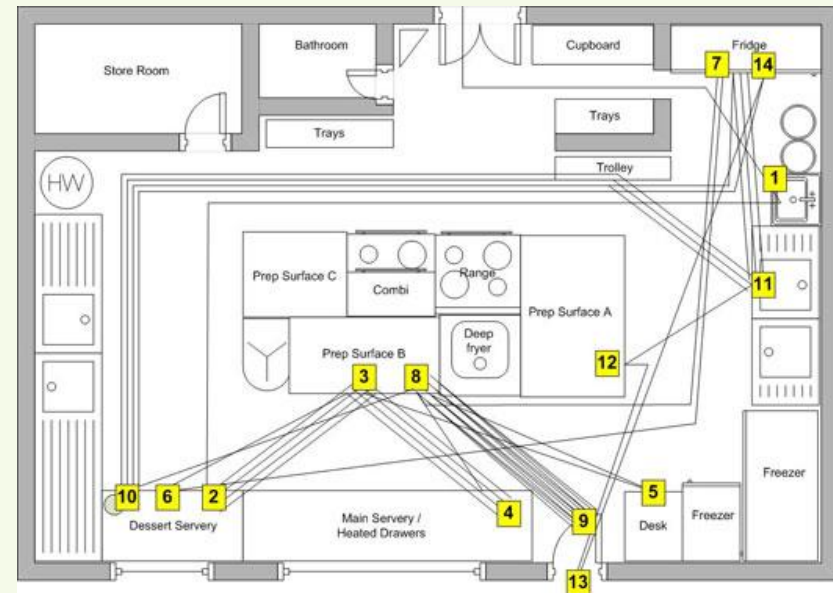 Store Room
Bathroom
Cupboard
Fridge
7
14
Trays
Trays
Trolley
HW
1
Prep Surface C
Combi
Range
Prep Surface A
11
Prep Surface B
Deep
fryer
12
3
8
10
6
2
4
5
9
13
Dessert Servery
Main Servery /
Heated Drawers
Desk
Freezer
Freezer